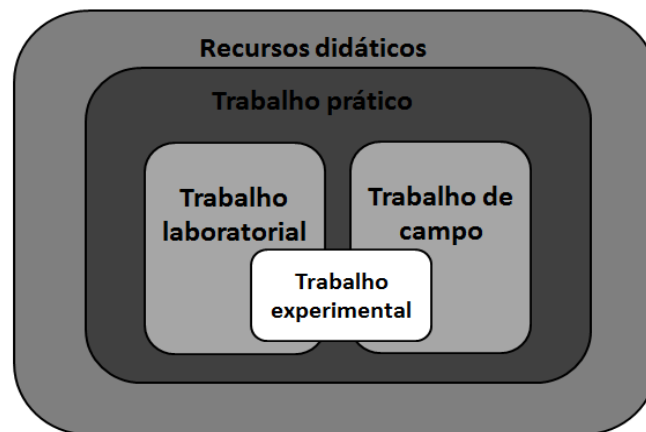 Recursos didáticos
Trabalho prático
Trabalho
laboratorial
Trabalho de
campo
Trabalho
experimental